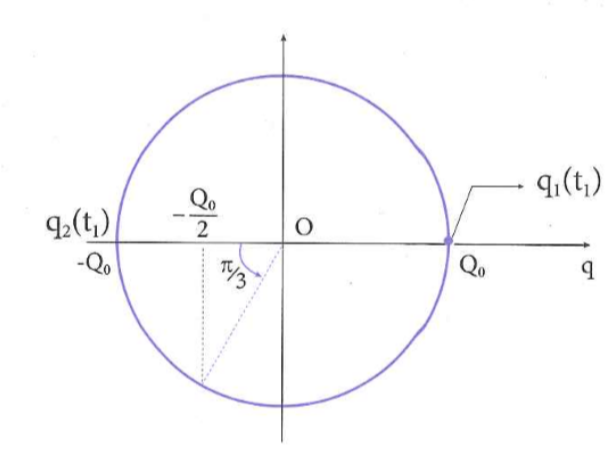 q₁(t₁)
-Q₀/2
q₂(t₁)
O
-Q₀
π/3
Q₀
q